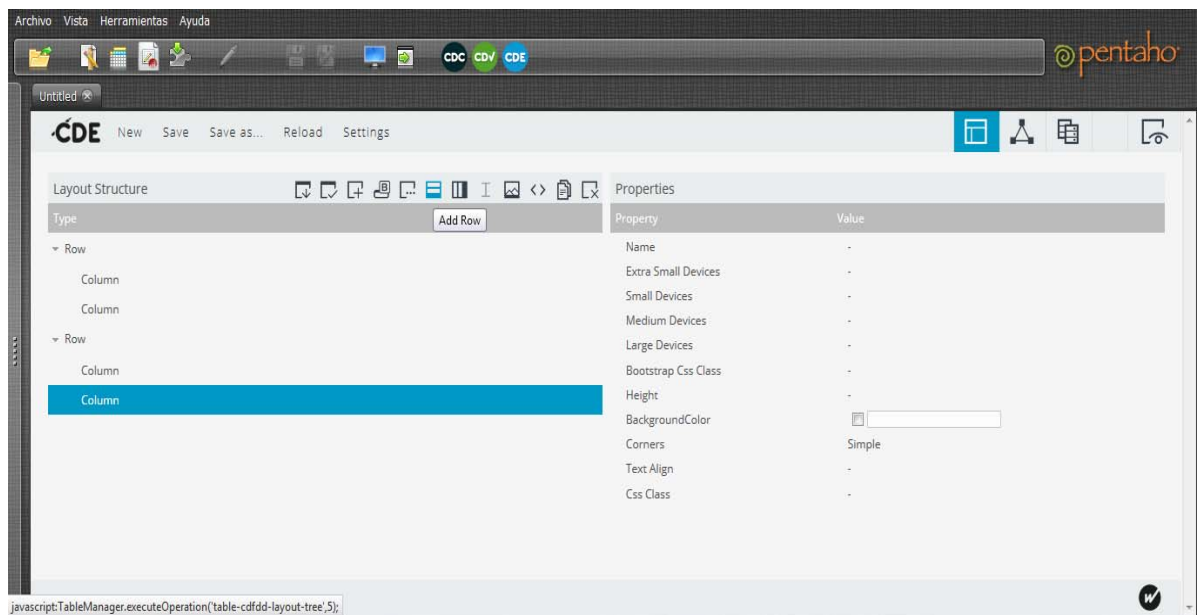 Archivo Vista Herramientas Ayuda
CDC CDV CDE
pentaho
Untitled
CDE New Save Save as... Reload Settings
Layout Structure
Properties
Type
Add Row
Property Value
Row
Column
Column
Row
Column
Column
Name -
Extra Small Devices -
Small Devices -
Medium Devices -
Large Devices -
Bootstrap Css Class -
Height -
BackgroundColor
Corners Simple
Text Align -
Css Class -
javascript:TableManager.executeOperation('table-cdfdd-layout-tree',5);
W